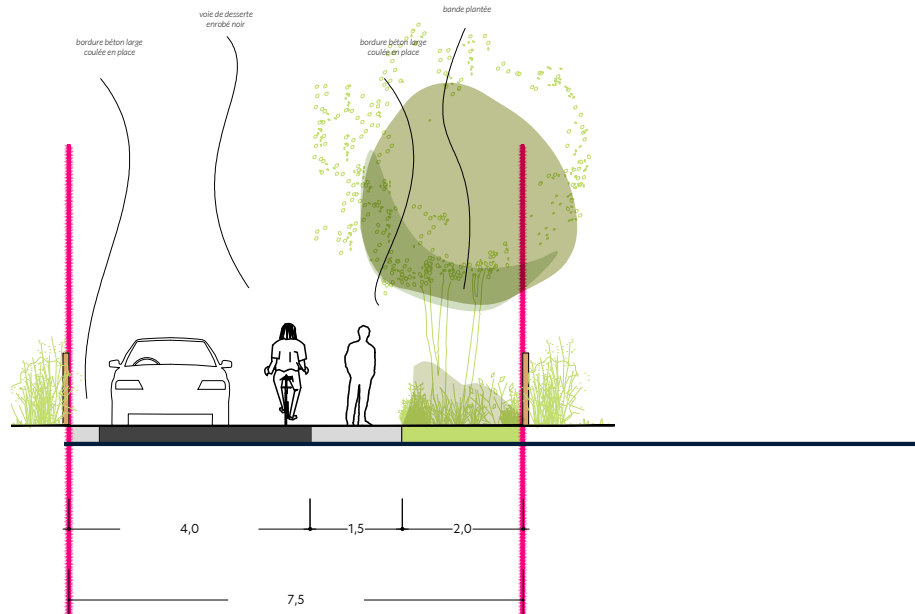 bande plantée
voie de desserte
enrobé noir
bordure béton large
coulée en place
bordure béton large
coulée en place
4,0
1,5
2,0
7,5